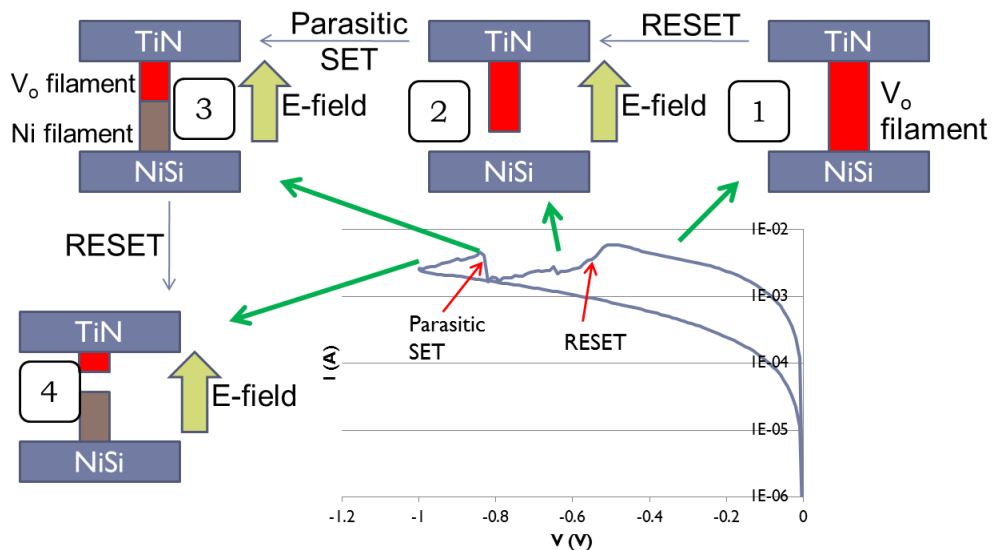 TiN
Parasitic
SET
TiN
RESET
TiN
Vo filament
Ni filament
3
E-field
2
E-field
1
Vo
filament
NiSi
NiSi
NiSi
RESET
TiN
4
E-field
NiSi
1E-02
1E-03
1E-04
1E-05
1E-06
I (A)
Parasitic
SET
RESET
-1.2
-1
-0.8
-0.6
-0.4
-0.2
0
V (V)